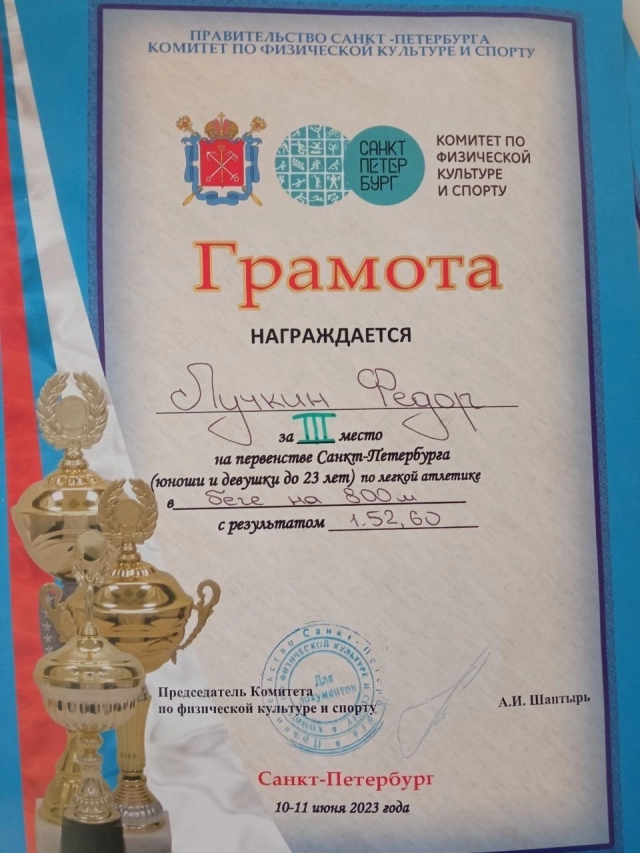 ПРАВИТЕЛЬСТВО САНКТ -ПЕТЕРБУРГА
КОМИТЕТ ПО ФИЗИЧЕСКОЙ КУЛЬТУРЕ И СПОРТУ
САНКТ
ПЕТЕР
БУРГ
КОМИТЕТ ПО
ФИЗИЧЕСКОЙ
КУЛЬТУРЕ
И СПОРТУ
Грамота
НАГРАЖДАЕТСЯ
Лучкин Федор
за III место
на первенстве Санкт-Петербурга
(юноши и девушки до 23 лет) по легкой атлетике
в беге на 800м
с результатом 1.52,60
Для
документов
Председатель Комитета
по физической культуре и спорту
А.И. Шантырь
Санкт-Петербург
10-11 июня 2023 года